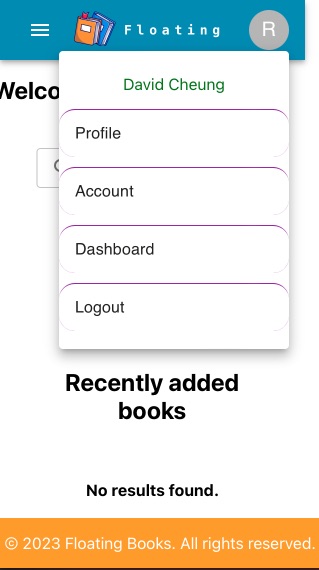 Floating
R
Welco
David Cheung
Profile
Account
Dashboard
Logout
Recently added
books
No results found.
© 2023 Floating Books. All rights reserved.